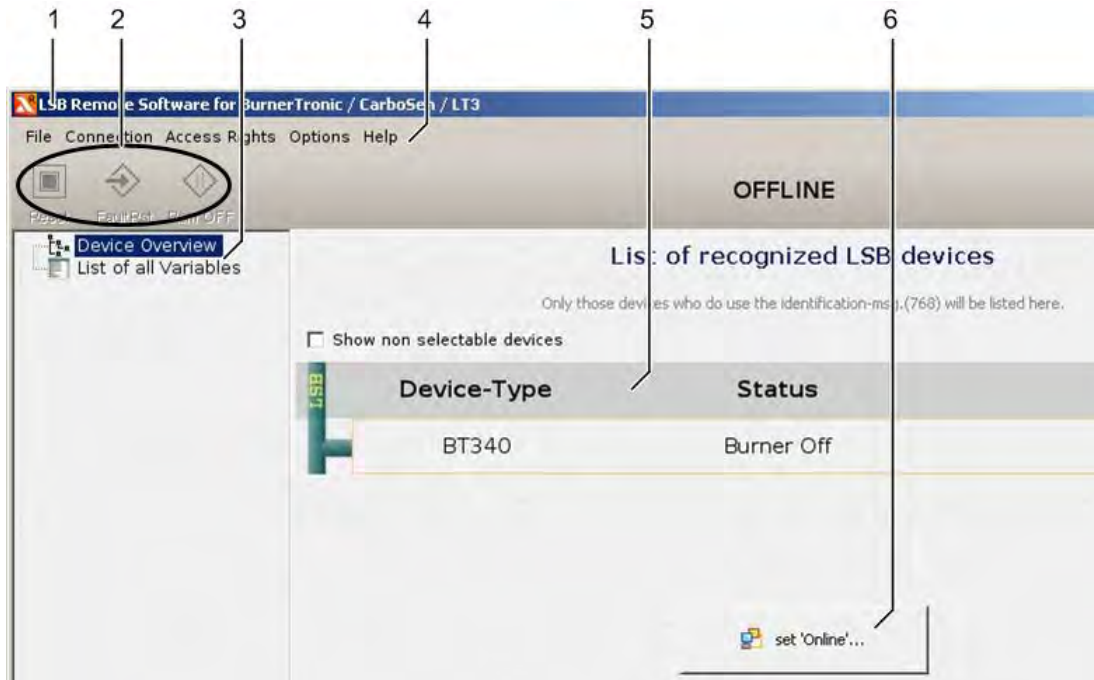 1 2 3 4 5 6
LSB Remote Software for BurnerTronic / CarboSen / LT3
File Connection Access Rights Options Help
Reset FaultRst OFF
OFFLINE
Device Overview
List of all Variables
List of recognized LSB devices
Only those devices who do use the identification-msg.(768) will be listed here.
Show non selectable devices
LSB
Device-Type Status
BT340 Burner Off
set 'Online'...